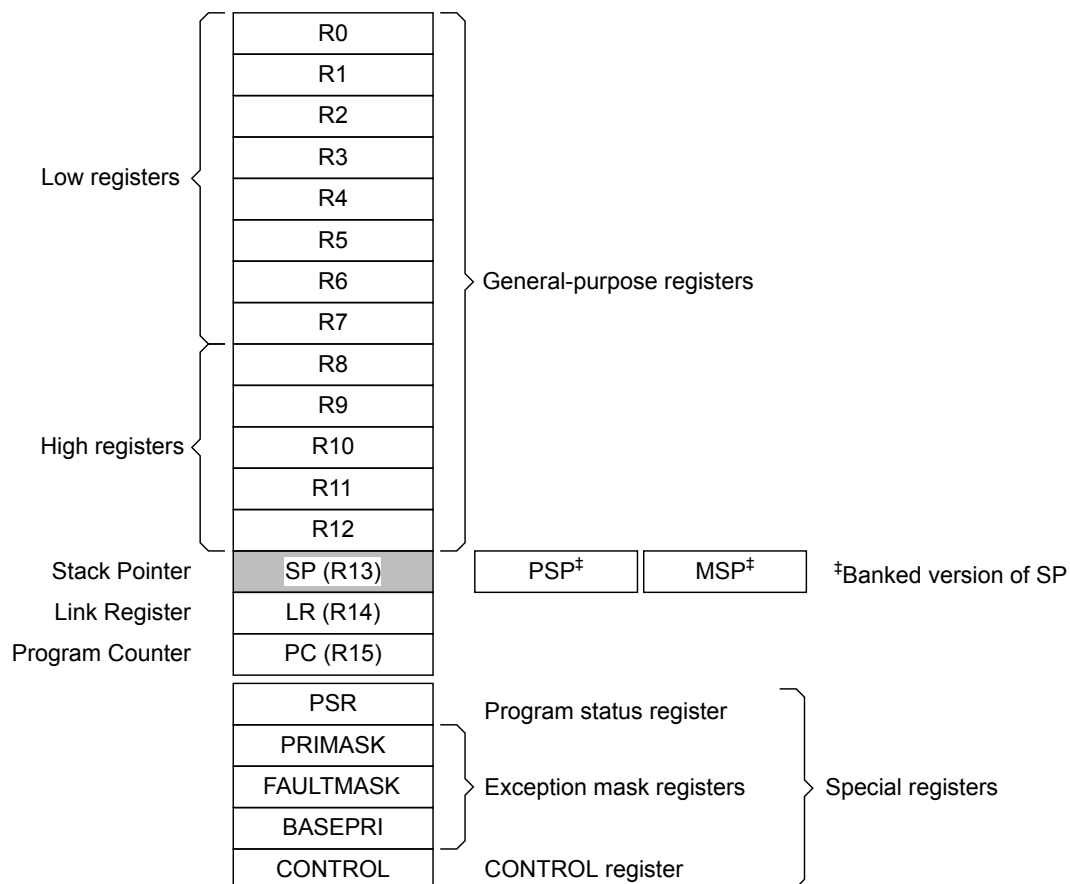 R0
R1
R2
R3
Low registers
R4
R5
R6
General-purpose registers
R7
R8
R9
High registers
R10
R11
R12
Stack Pointer SP (R13) PSP‡ MSP‡ ‡Banked version of SP
Link Register LR (R14)
Program Counter PC (R15)
PSR Program status register
PRIMASK
FAULTMASK Exception mask registers Special registers
BASEPRI
CONTROL CONTROL register